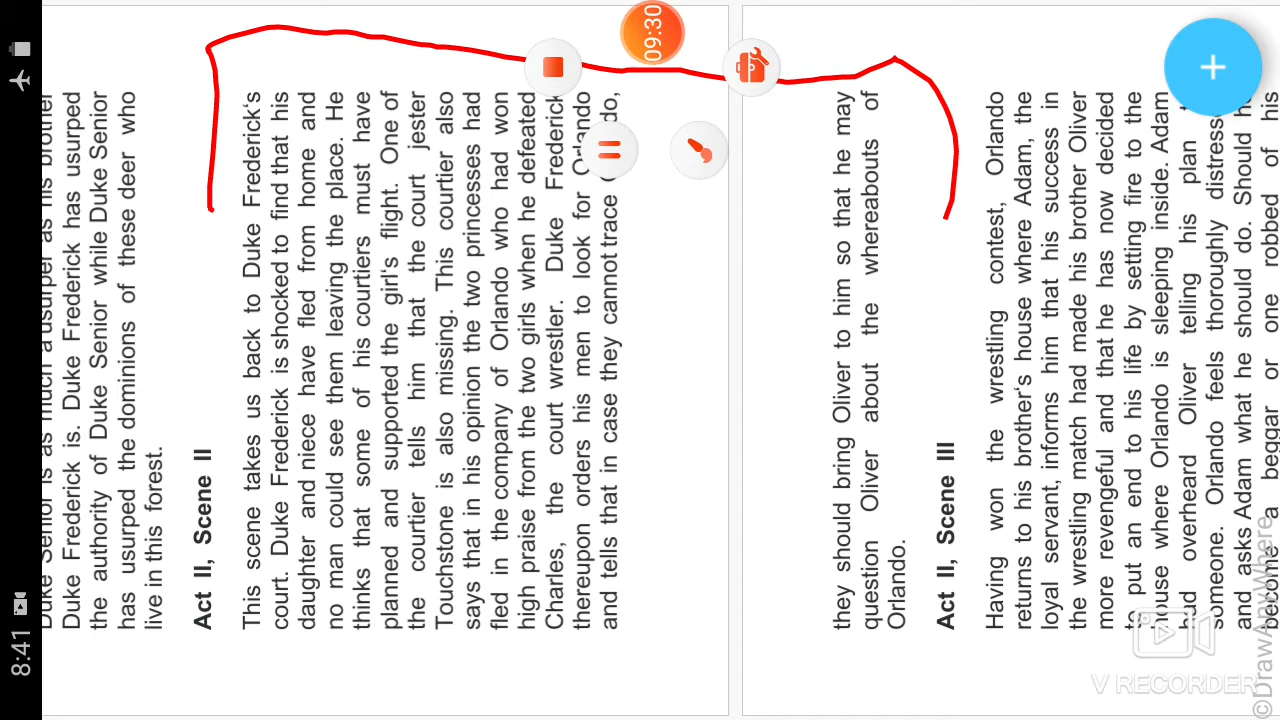 Duke Senior is as much a usurper as his brother
Duke Frederick is. Duke Frederick has usurped
the authority of Duke Senior while Duke Senior
has usurped the dominions of these deer who
live in this forest.
Act II, Scene II
This scene takes us back to Duke Frederick's
court. Duke Frederick is shocked to find that his
daughter and niece have fled from home and
no man could see them leaving the place. He
thinks that some of his courtiers must have
planned and supported the girl's flight. One of
the courtier tells him that the court jester
Touchstone is also missing. This courtier also
says that in his opinion the two princesses had
fled in the company of Orlando who had won
high praise from the two girls when he defeated
Charles, the court wrestler. Duke Frederick
thereupon orders his men to look for Orlando
and tells that in case they cannot trace do,
they should bring Oliver to him so that he may
question Oliver about the whereabouts of
Orlando.
Act II, Scene III
Having won the wrestling contest, Orlando
returns to his brother's house where Adam, the
loyal servant, informs him that his success in
the wrestling match had made his brother Oliver
more revengeful and that he has now decided
to put an end to his life by setting fire to the
house where Orlando is sleeping inside. Adam
had overheard Oliver telling his plan
someone. Orlando feels thoroughly
and asks Adam what he should do. Should
become a beggar or one robbed of his
8:41
09:30
V RECORDER
©DrawAnyWhere